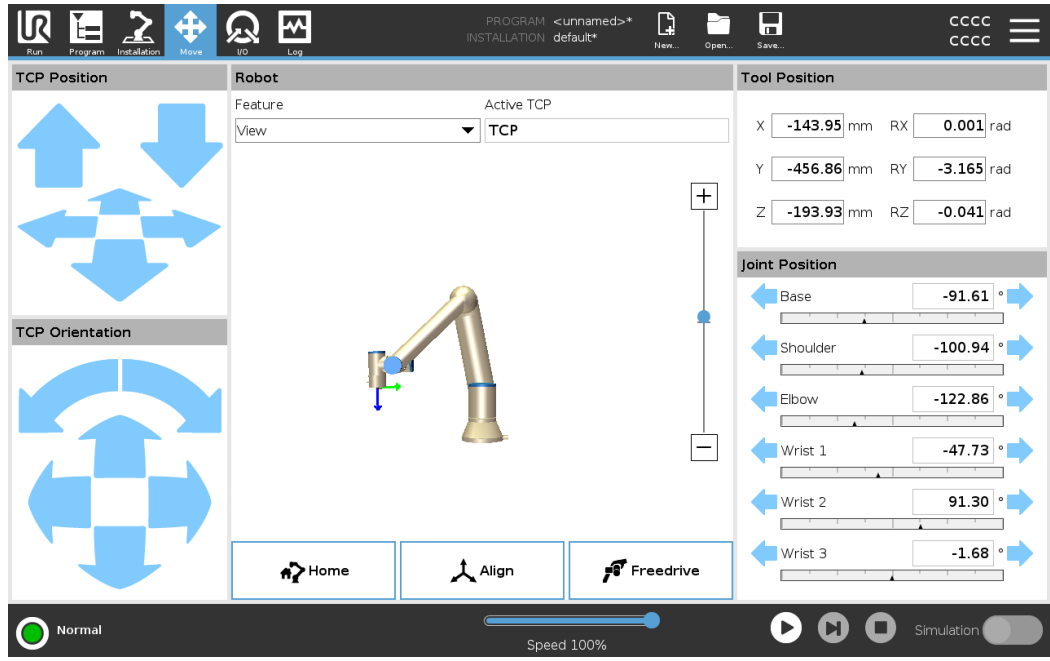 PROGRAM <unnamed>*
INSTALLATION default*
CCCC
CCCC
Run Program Installation Move I/O Log New... Open... Save...
TCP Position
Robot
Tool Position
Feature
Active TCP
View
TCP
X -143.95 mm RX 0.001 rad
Y -456.86 mm RY -3.165 rad
Z -193.93 mm RZ -0.041 rad
Joint Position
Base -91.61 °
Shoulder -100.94 °
Elbow -122.86 °
Wrist 1 -47.73 °
Wrist 2 91.30 °
Wrist 3 -1.68 °
TCP Orientation
Home
Align
Freedrive
Normal
Speed 100%
Simulation